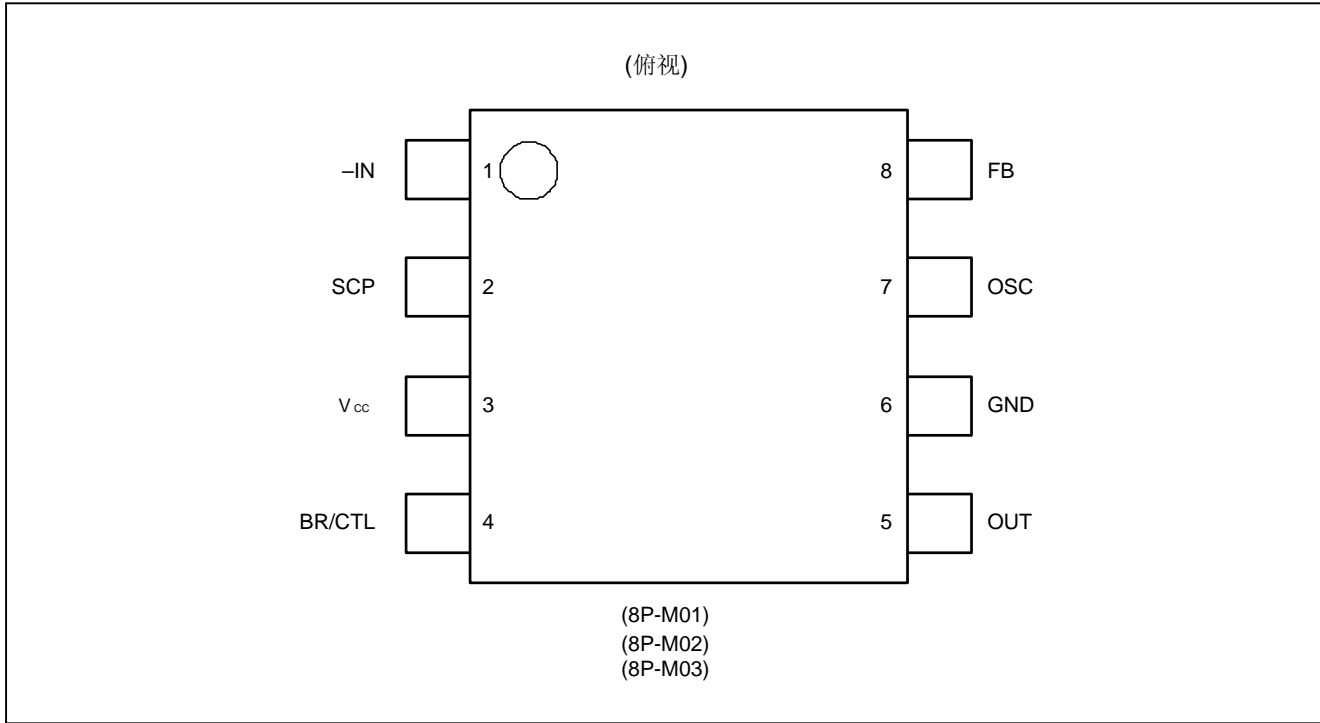 (俯视)
–IN 1 8 FB
SCP 2 7 OSC
Vcc 3 6 GND
BR/CTL 4 5 OUT
(8P-M01)
(8P-M02)
(8P-M03)